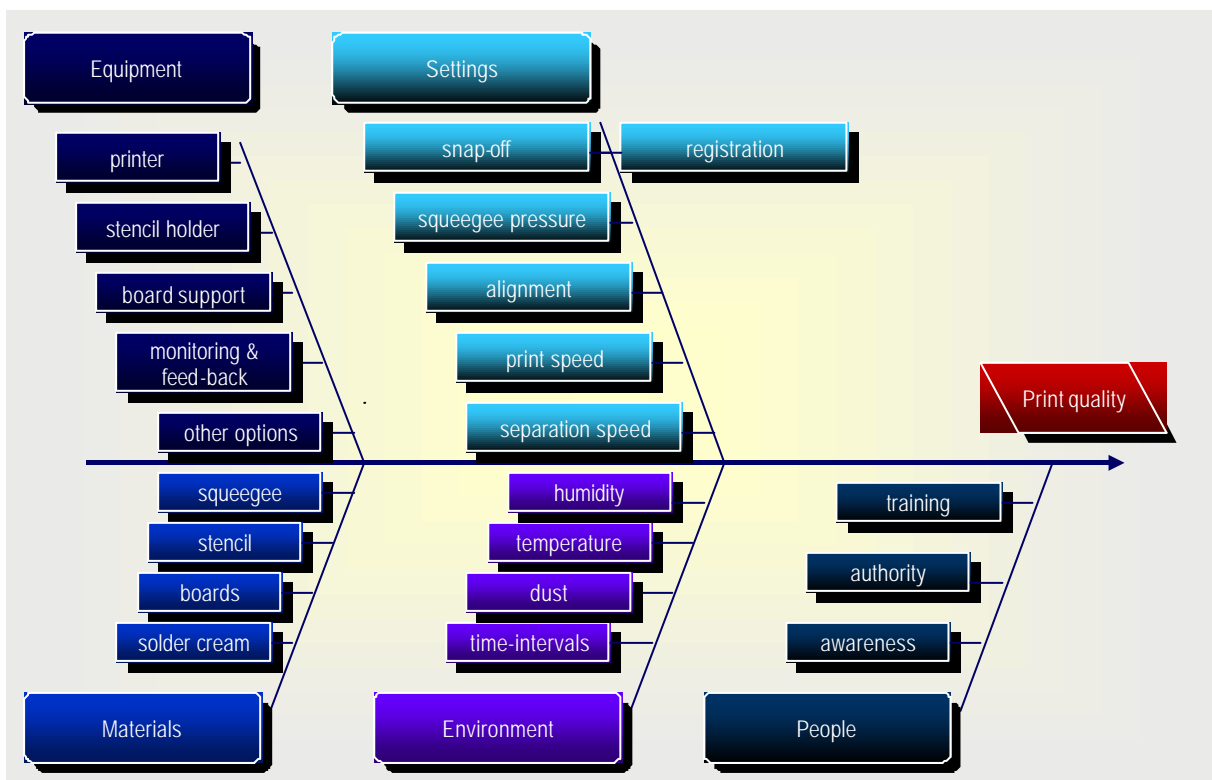 Equipment
Settings
printer
snap-off
registration
stencil holder
squeegee pressure
board support
alignment
monitoring &
feed-back
print speed
Print quality
other options
separation speed
squeegee
humidity
training
stencil
temperature
boards
dust
authority
solder cream
time-intervals
awareness
Materials
Environment
People